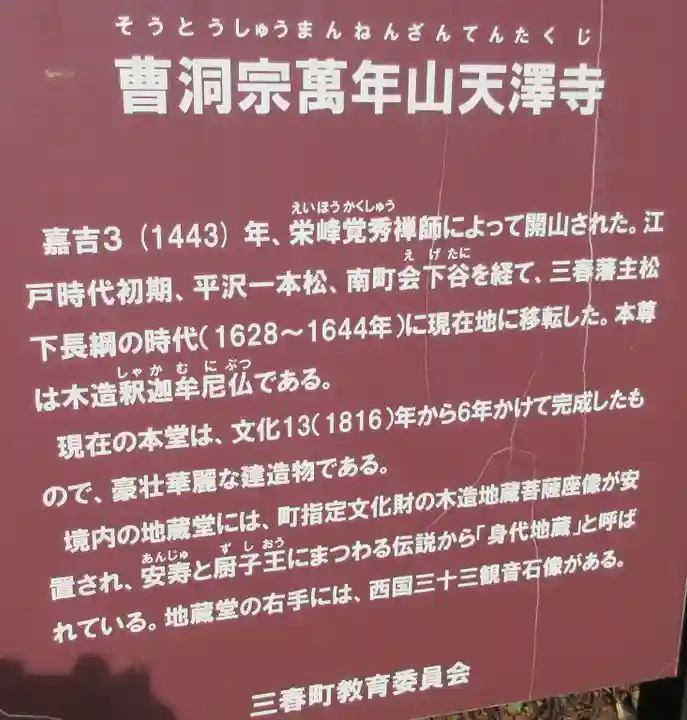 そうとうしゅうまんねんざんてんたくじ
曹洞宗萬年山天澤寺
えいほうかくしゅう
嘉吉3（1443）年、栄峰覚秀禅師によって開山された。江
えげたに
戸時代初期、平沢一本松、南町会下谷を経て、三春藩主松
下長綱の時代（1628～1644年）に現在地に移転した。本尊
しゃかむにぶつ
は木造釈迦牟尼仏である。
現在の本堂は、文化13（1816）年から6年かけて完成したも
ので、豪壮華麗な建造物である。
境内の地蔵堂には、町指定文化財の木造地蔵菩薩座像が安
あんじゅ ずしおう
置され、安寿と厨子王にまつわる伝説から「身代地蔵」と呼ば
れている。地蔵堂の右手には、西国三十三観音石像がある。
三春町教育委員会